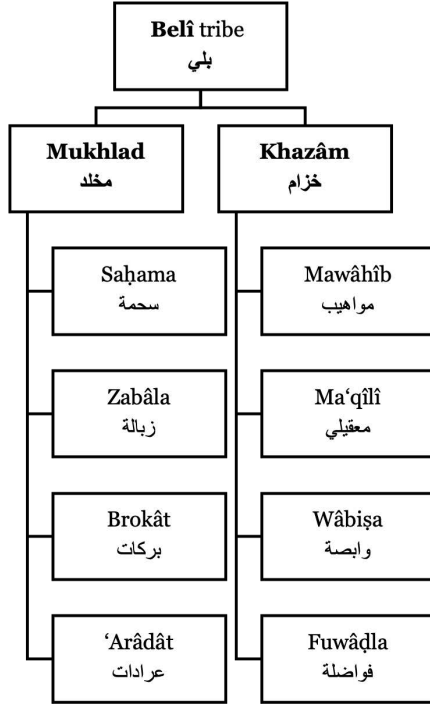 Belî tribe
بلي
Mukhlad
مخلد
Khazâm
خزام
Saḥama
سحمة
Mawâhîb
مواهيب
Zabâla
زبالة
Ma‘qîlî
معقيلي
Brokât
بركات
Wâbiṣa
وابصة
‘Arâdât
عرادات
Fuwâḍla
فواضلة